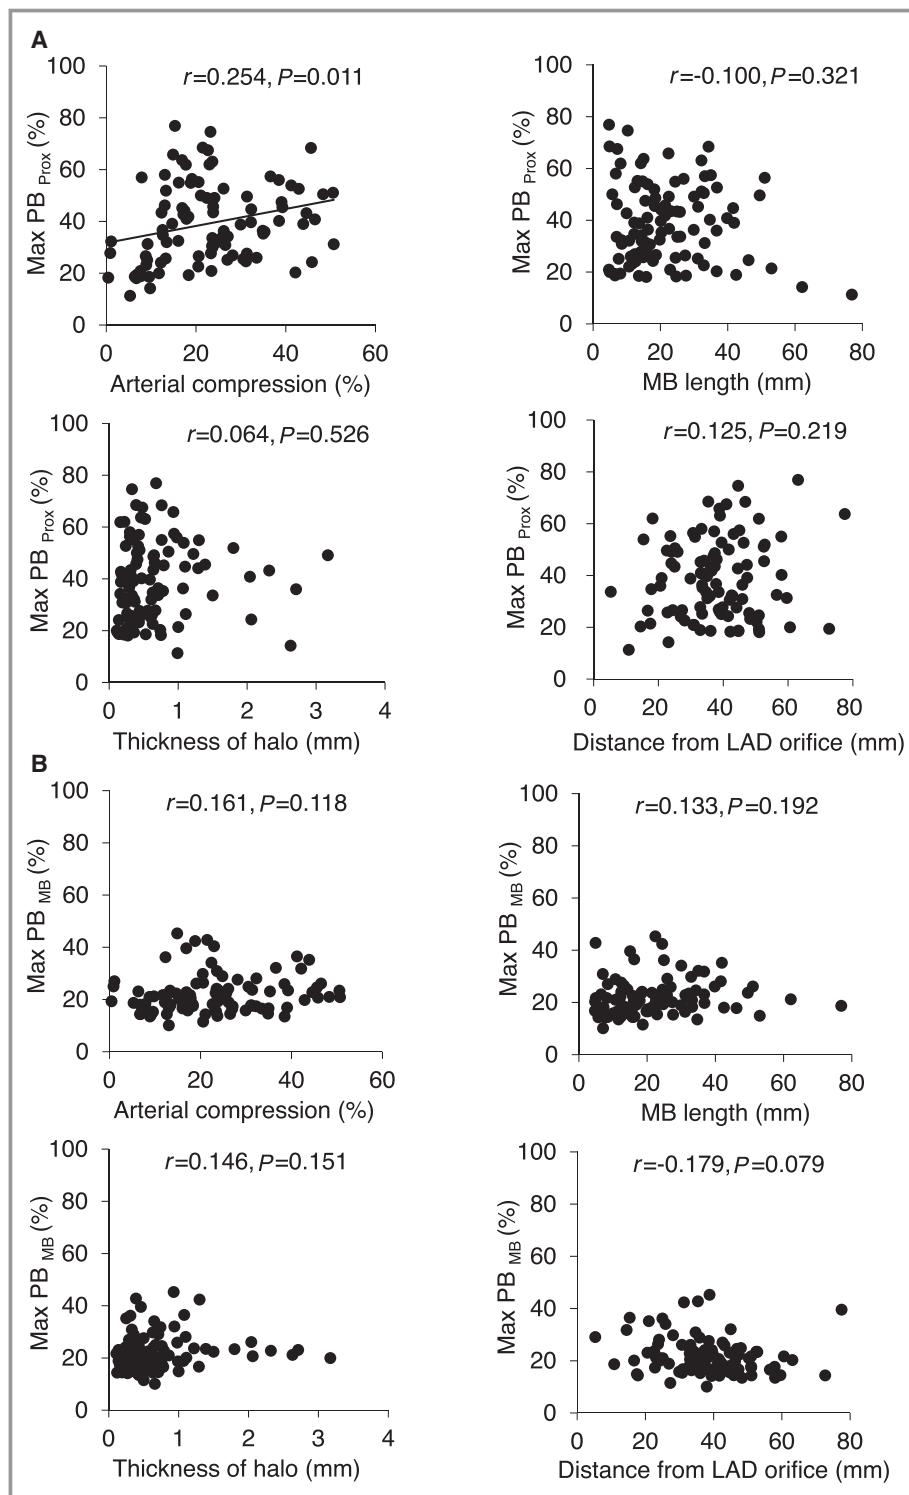 A
r=0.254, P=0.011
Max PB Prox (%)
100
80
60
40
20
0
0 20 40 60
Arterial compression (%)
r=-0.100, P=0.321
Max PB Prox (%)
100
80
60
40
20
0
0 20 40 60 80
MB length (mm)
r=0.064, P=0.526
Max PB Prox (%)
100
80
60
40
20
0
0 1 2 3 4
Thickness of halo (mm)
r=0.125, P=0.219
Max PB Prox (%)
100
80
60
40
20
0
0 20 40 60 80
Distance from LAD orifice (mm)
B
r=0.161, P=0.118
Max PB MB (%)
100
80
60
40
20
0
0 20 40 60
Arterial compression (%)
r=0.133, P=0.192
Max PB MB (%)
100
80
60
40
20
0
0 20 40 60 80
MB length (mm)
r=0.146, P=0.151
Max PB MB (%)
100
80
60
40
20
0
0 1 2 3 4
Thickness of halo (mm)
r=-0.179, P=0.079
Max PB MB (%)
100
80
60
40
20
0
0 20 40 60 80
Distance from LAD orifice (mm)